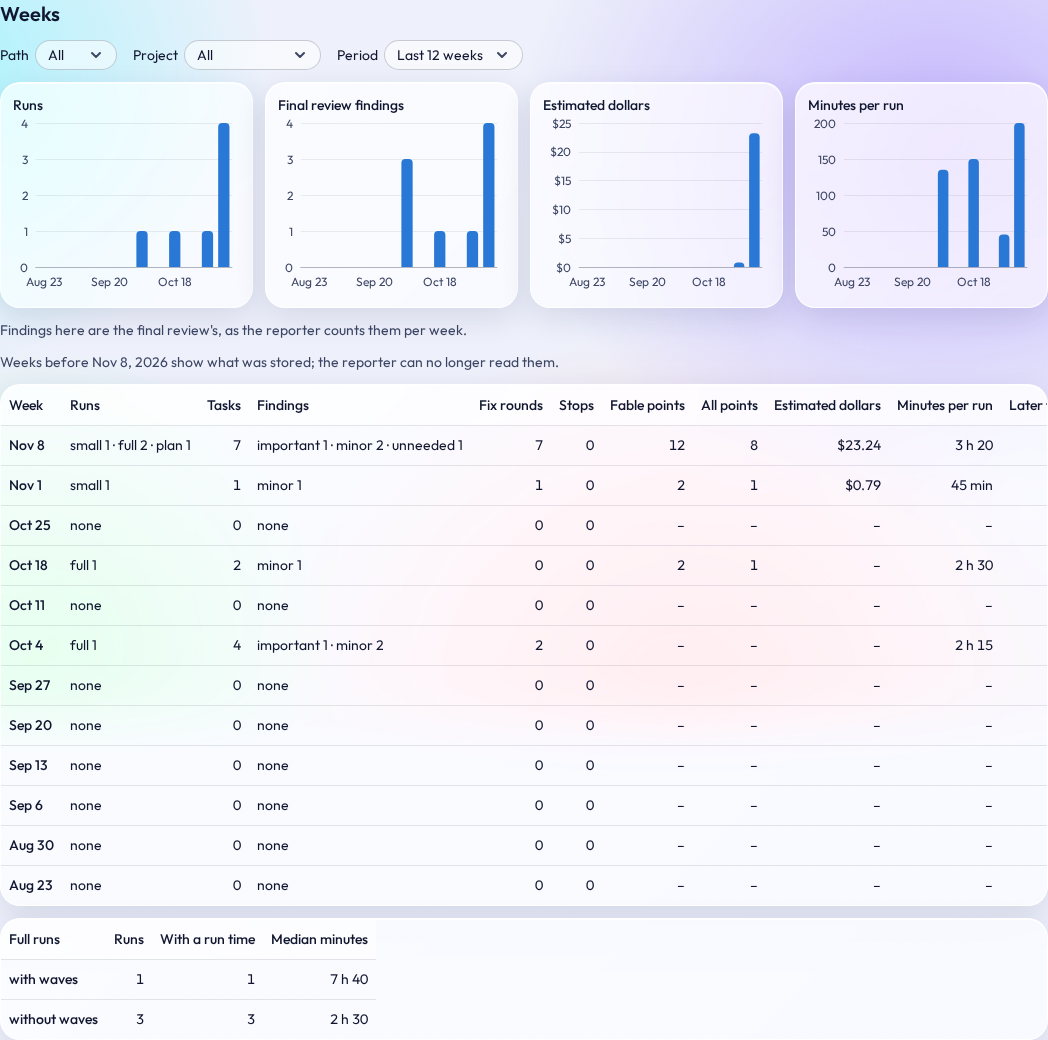 Weeks
Path All Project All Period Last 12 weeks
Runs
4
3
2
1
0
Aug 23 Sep 20 Oct 18
Final review findings
4
3
2
1
0
Aug 23 Sep 20 Oct 18
Estimated dollars
$25
$20
$15
$10
$5
$0
Aug 23 Sep 20 Oct 18
Minutes per run
200
150
100
50
0
Aug 23 Sep 20 Oct 18
Findings here are the final review's, as the reporter counts them per week.
Weeks before Nov 8, 2026 show what was stored; the reporter can no longer read them.
Week Runs Tasks Findings Fix rounds Stops Fable points All points Estimated dollars Minutes per run Later
Nov 8 small 1 · full 2 · plan 1 7 important 1 · minor 2 · unneeded 1 7 0 12 8 $23.24 3 h 20
Nov 1 small 1 1 minor 1 1 0 2 1 $0.79 45 min
Oct 25 none 0 none 0 0 – – – –
Oct 18 full 1 2 minor 1 0 0 2 1 – 2 h 30
Oct 11 none 0 none 0 0 – – – –
Oct 4 full 1 4 important 1 · minor 2 2 0 – – – 2 h 15
Sep 27 none 0 none 0 0 – – – –
Sep 20 none 0 none 0 0 – – – –
Sep 13 none 0 none 0 0 – – – –
Sep 6 none 0 none 0 0 – – – –
Aug 30 none 0 none 0 0 – – – –
Aug 23 none 0 none 0 0 – – – –
Full runs Runs With a run time Median minutes
with waves 1 1 7 h 40
without waves 3 3 2 h 30